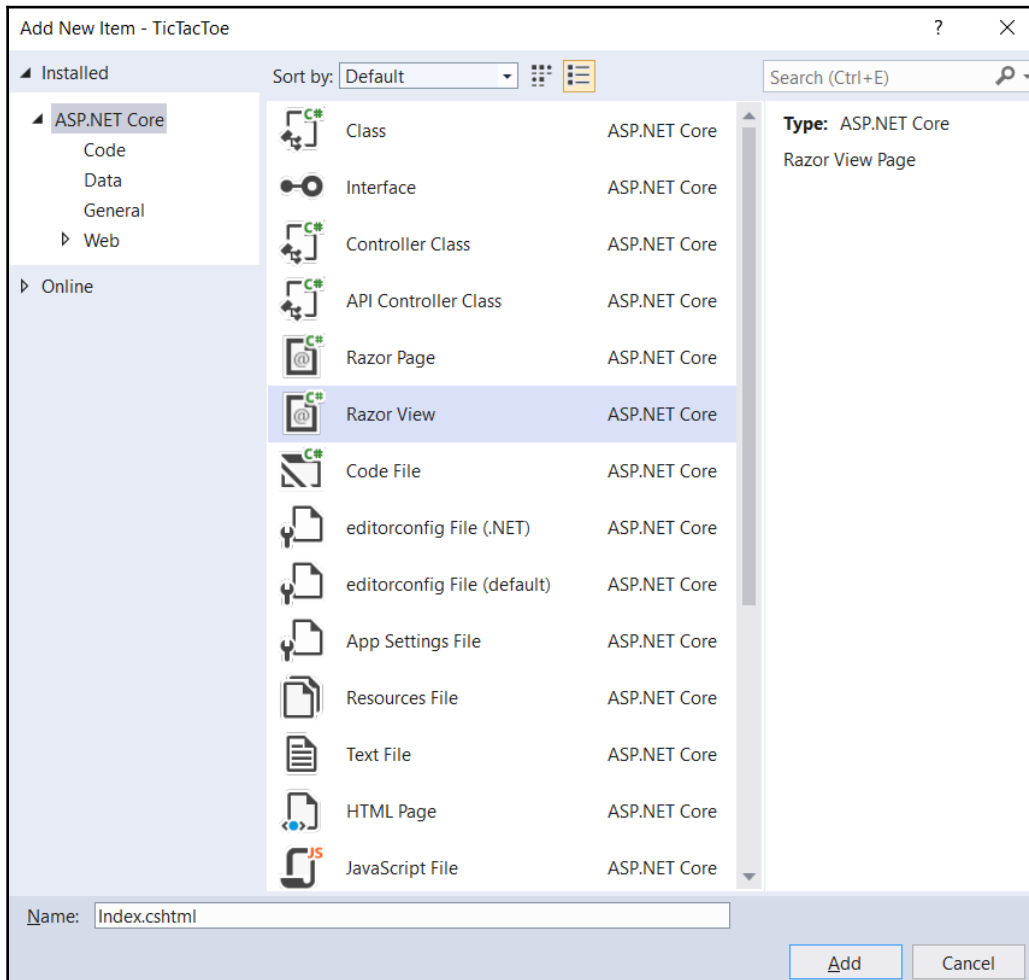 Add New Item - TicTacToe
?
Installed
Sort by: Default
Search (Ctrl+E)
ASP.NET Core
Code
Data
General
Web
Online
C# Class ASP.NET Core
Interface ASP.NET Core
C# Controller Class ASP.NET Core
C# API Controller Class ASP.NET Core
C# @ Razor Page ASP.NET Core
C# @ Razor View ASP.NET Core
C# Code File ASP.NET Core
editorconfig File (.NET) ASP.NET Core
editorconfig File (default) ASP.NET Core
App Settings File ASP.NET Core
Resources File ASP.NET Core
Text File ASP.NET Core
HTML Page ASP.NET Core
JS JavaScript File ASP.NET Core
Type: ASP.NET Core
Razor View Page
Name: Index.cshtml
Add
Cancel